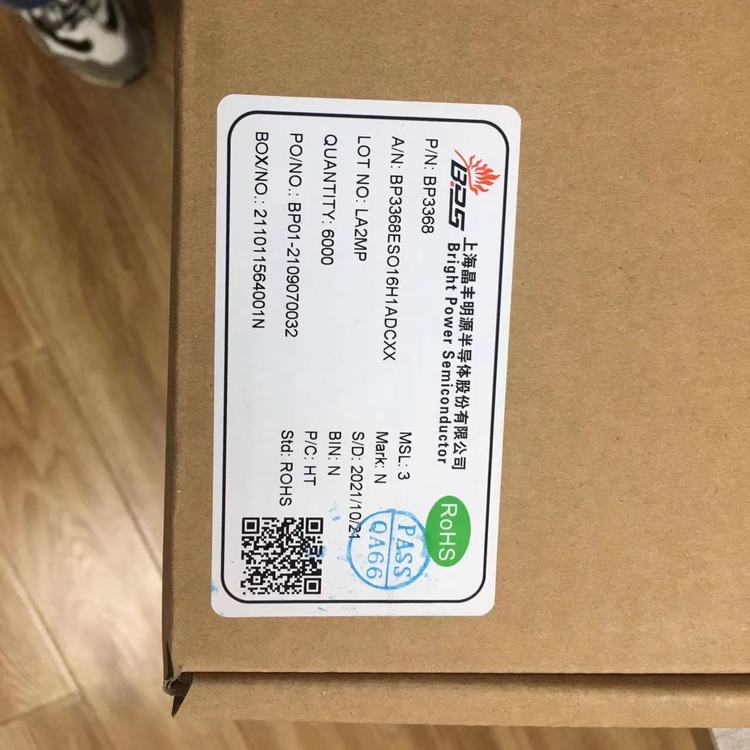 BPS
上海晶丰明源半导体股份有限公司
Bright Power Semiconductor
P/N: BP3368
A/N: BP3368ESO16H1ADCXX
LOT NO: LA2MP
QUANTITY: 6000
PO/NO.: BP01-2109070032
BOX/NO.: 211011564001N
MSL: 3
Mark: N
S/D: 2021/10/21
BIN: N
P/C: HT
Std: ROHS
RoHS
PASS
QA66